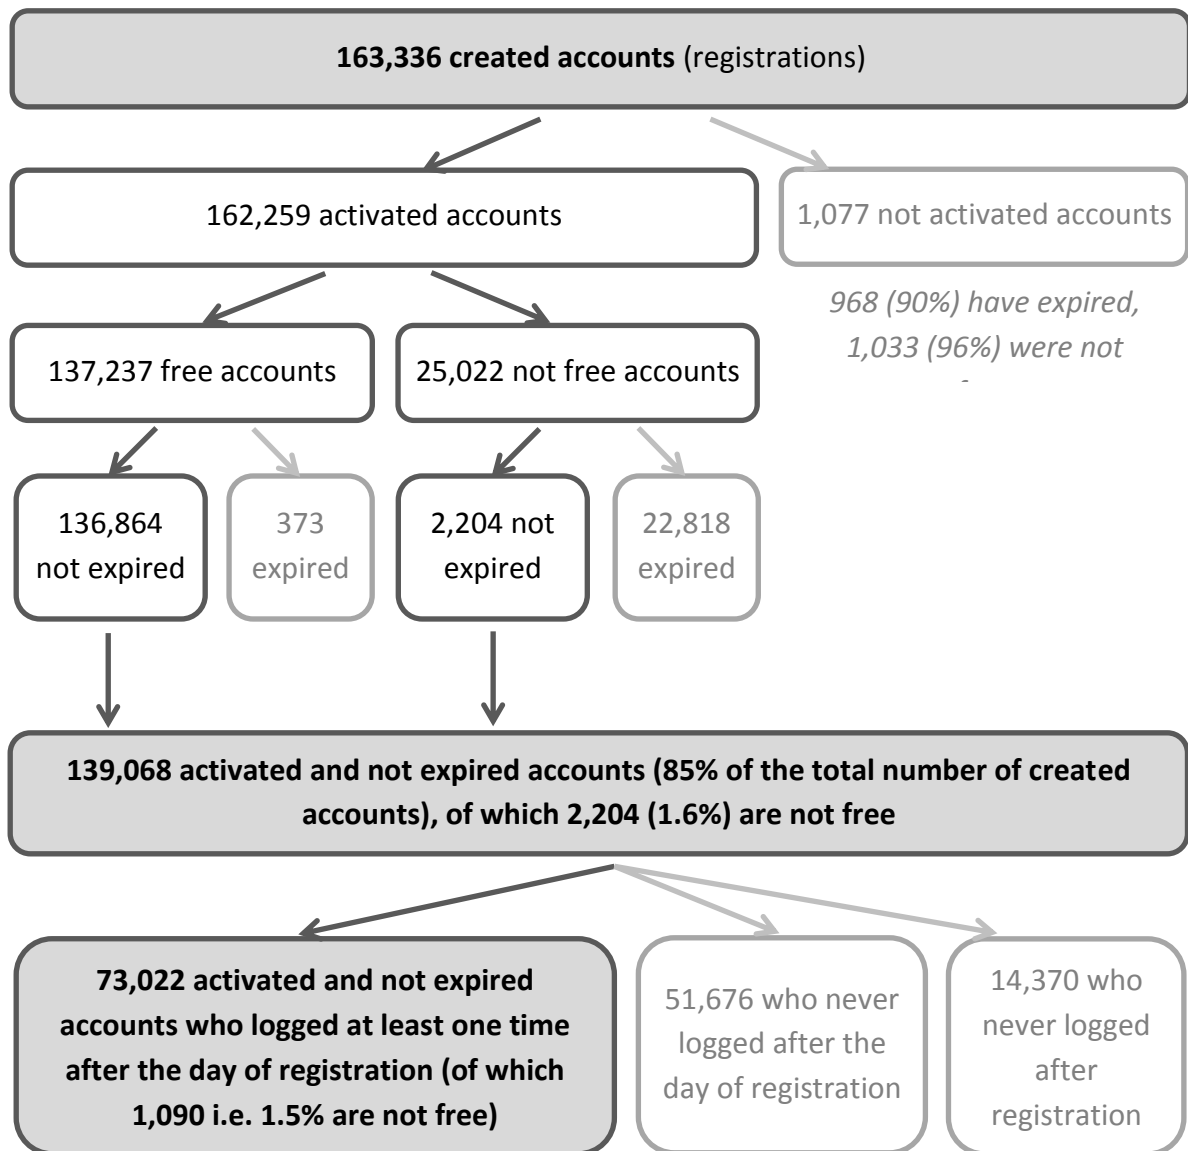 163,336 created accounts (registrations)
162,259 activated accounts
1,077 not activated accounts
968 (90%) have expired,
1,033 (96%) were not
137,237 free accounts
25,022 not free accounts
136,864
not expired
373
expired
2,204 not
expired
22,818
expired
139,068 activated and not expired accounts (85% of the total number of created
accounts), of which 2,204 (1.6%) are not free
73,022 activated and not expired
accounts who logged at least one time
after the day of registration (of which
1,090 i.e. 1.5% are not free)
51,676 who never
logged after the
day of registration
14,370 who
never logged
after
registration